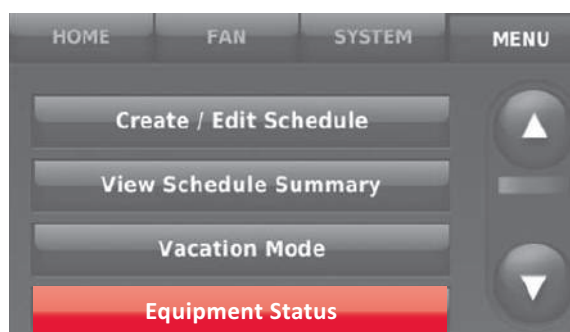 HOME FAN SYSTEM MENU
Create / Edit Schedule
View Schedule Summary
Vacation Mode
Equipment Status